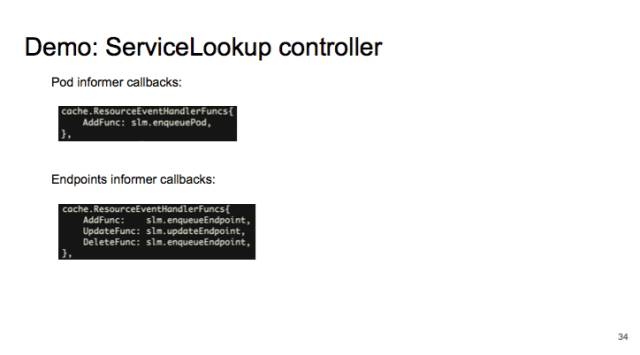 Demo: ServiceLookup controller
Pod informer callbacks:
cache.ResourceEventHandlerFuncs{
AddFunc: slm.enqueuePod,
},
Endpoints informer callbacks:
cache.ResourceEventHandlerFuncs{
AddFunc: slm.enqueueEndpoint,
UpdateFunc: slm.updateEndpoint,
DeleteFunc: slm.enqueueEndpoint,
},
34